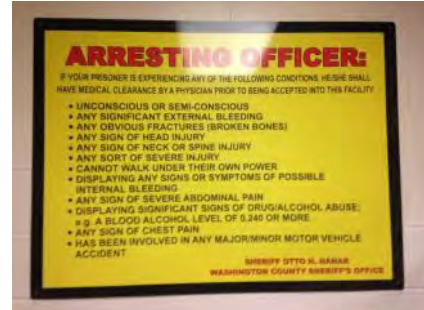 ARRESTING OFFICER:
IF YOUR PRISONER IS EXPERIENCING ANY OF THE FOLLOWING CONDITIONS, HE/SHE SHALL
HAVE MEDICAL CLEARANCE BY A PHYSICIAN PRIOR TO BEING ACCEPTED INTO THIS FACILITY
• UNCONSCIOUS OR SEMI-CONSCIOUS
• ANY SIGNIFICANT EXTERNAL BLEEDING
• ANY OBVIOUS FRACTURES (BROKEN BONES)
• ANY SIGN OF HEAD INJURY
• ANY SIGN OF NECK OR SPINE INJURY
• ANY SORT OF SEVERE INJURY
• CANNOT WALK UNDER THEIR OWN POWER
• DISPLAYING ANY SIGNS OR SYMPTOMS OF POSSIBLE
INTERNAL BLEEDING
• ANY SIGN OF SEVERE ABDOMINAL PAIN
• DISPLAYING SIGNIFICANT SIGNS OF DRUG/ALCOHOL ABUSE;
e.g. A BLOOD ALCOHOL LEVEL OF 0.240 OR MORE
• ANY SIGN OF CHEST PAIN
• HAS BEEN INVOLVED IN ANY MAJOR/MINOR MOTOR VEHICLE
ACCIDENT
SHERIFF OTTO H. HANAK
WASHINGTON COUNTY SHERIFF'S OFFICE